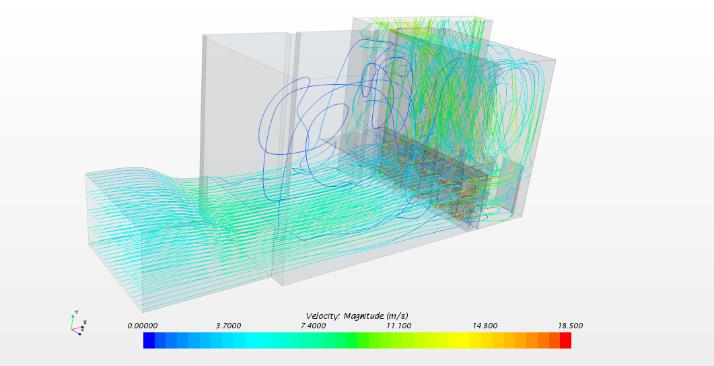 Velocity: Magnitude (m/s)
0.00000 3.7000 7.4000 11.100 14.800 18.500
Y
X